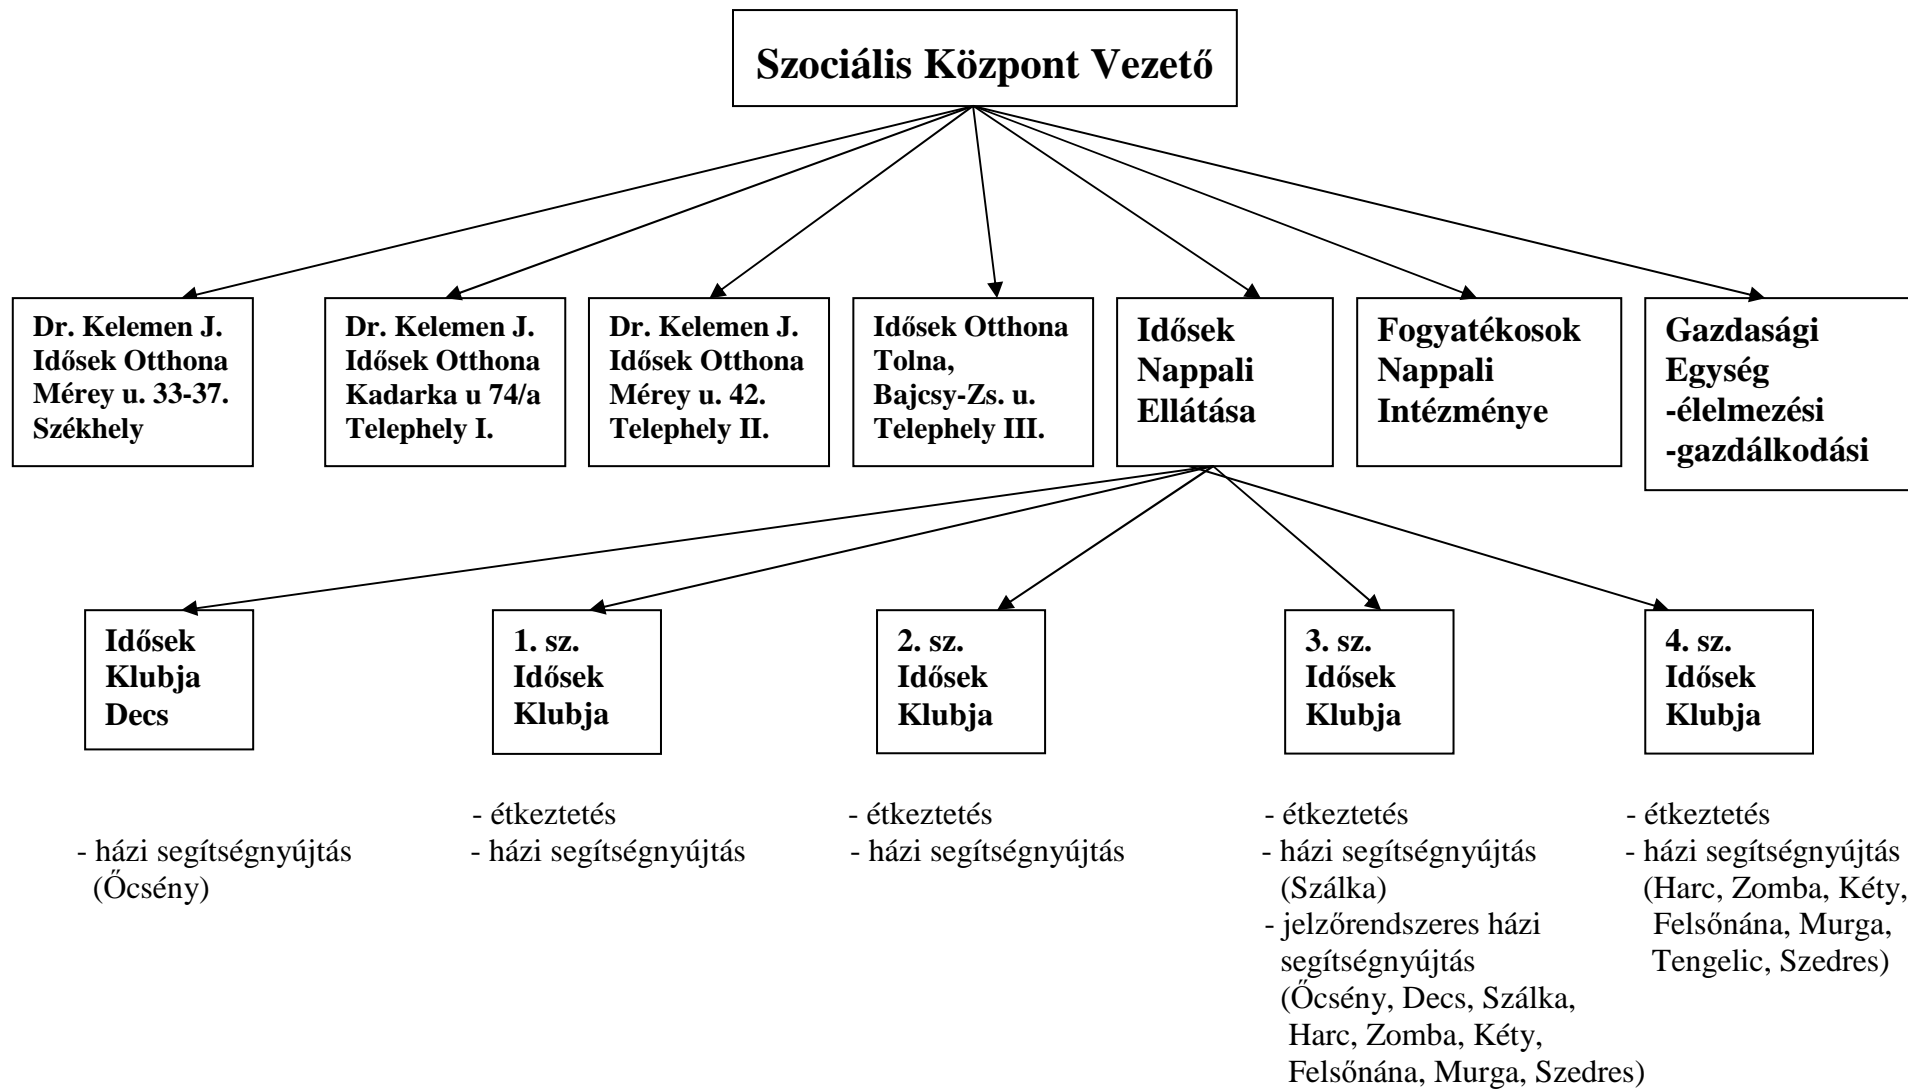 Szociális Központ Vezető
Dr. Kelemen J.
Idősek Otthona
Mérey u. 33-37.
Székhely
Dr. Kelemen J.
Idősek Otthona
Kadarka u 74/a
Telephely I.
Dr. Kelemen J.
Idősek Otthona
Mérey u. 42.
Telephely II.
Idősek Otthona
Tolna,
Bajcsy-Zs. u.
Telephely III.
Idősek
Nappali
Ellátása
Fogyatékosok
Nappali
Intézménye
Gazdasági
Egység
-élelmezési
-gazdálkodási
Idősek
Klubja
Decs
1. sz.
Idősek
Klubja
2. sz.
Idősek
Klubja
3. sz.
Idősek
Klubja
4. sz.
Idősek
Klubja
- házi segítségnyújtás
(Őcsény)
- étkeztetés
- házi segítségnyújtás
- étkeztetés
- házi segítségnyújtás
- étkeztetés
- házi segítségnyújtás
(Szálka)
- jelzőrendszeres házi
segítségnyújtás
(Őcsény, Decs, Szálka,
Harc, Zomba, Kéty,
Felsőnána, Murga, Szedres)
- étkeztetés
- házi segítségnyújtás
(Harc, Zomba, Kéty,
Felsőnána, Murga,
Tengelic, Szedres)